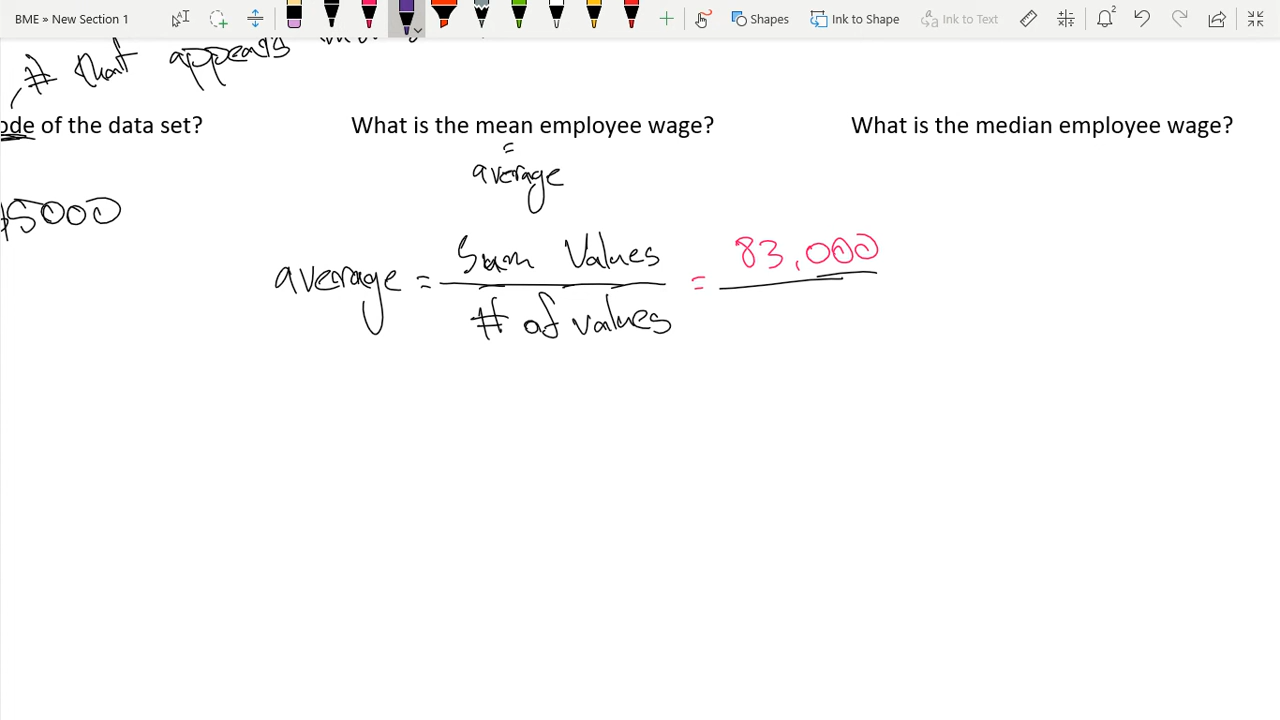 BME » New Section 1
Shapes
Ink to Shape
Ink to Text
2
# that appears
ode of the data set?
What is the mean employee wage?
What is the median employee wage?
=
average
5000
average = Sum Values / # of values = 83,000